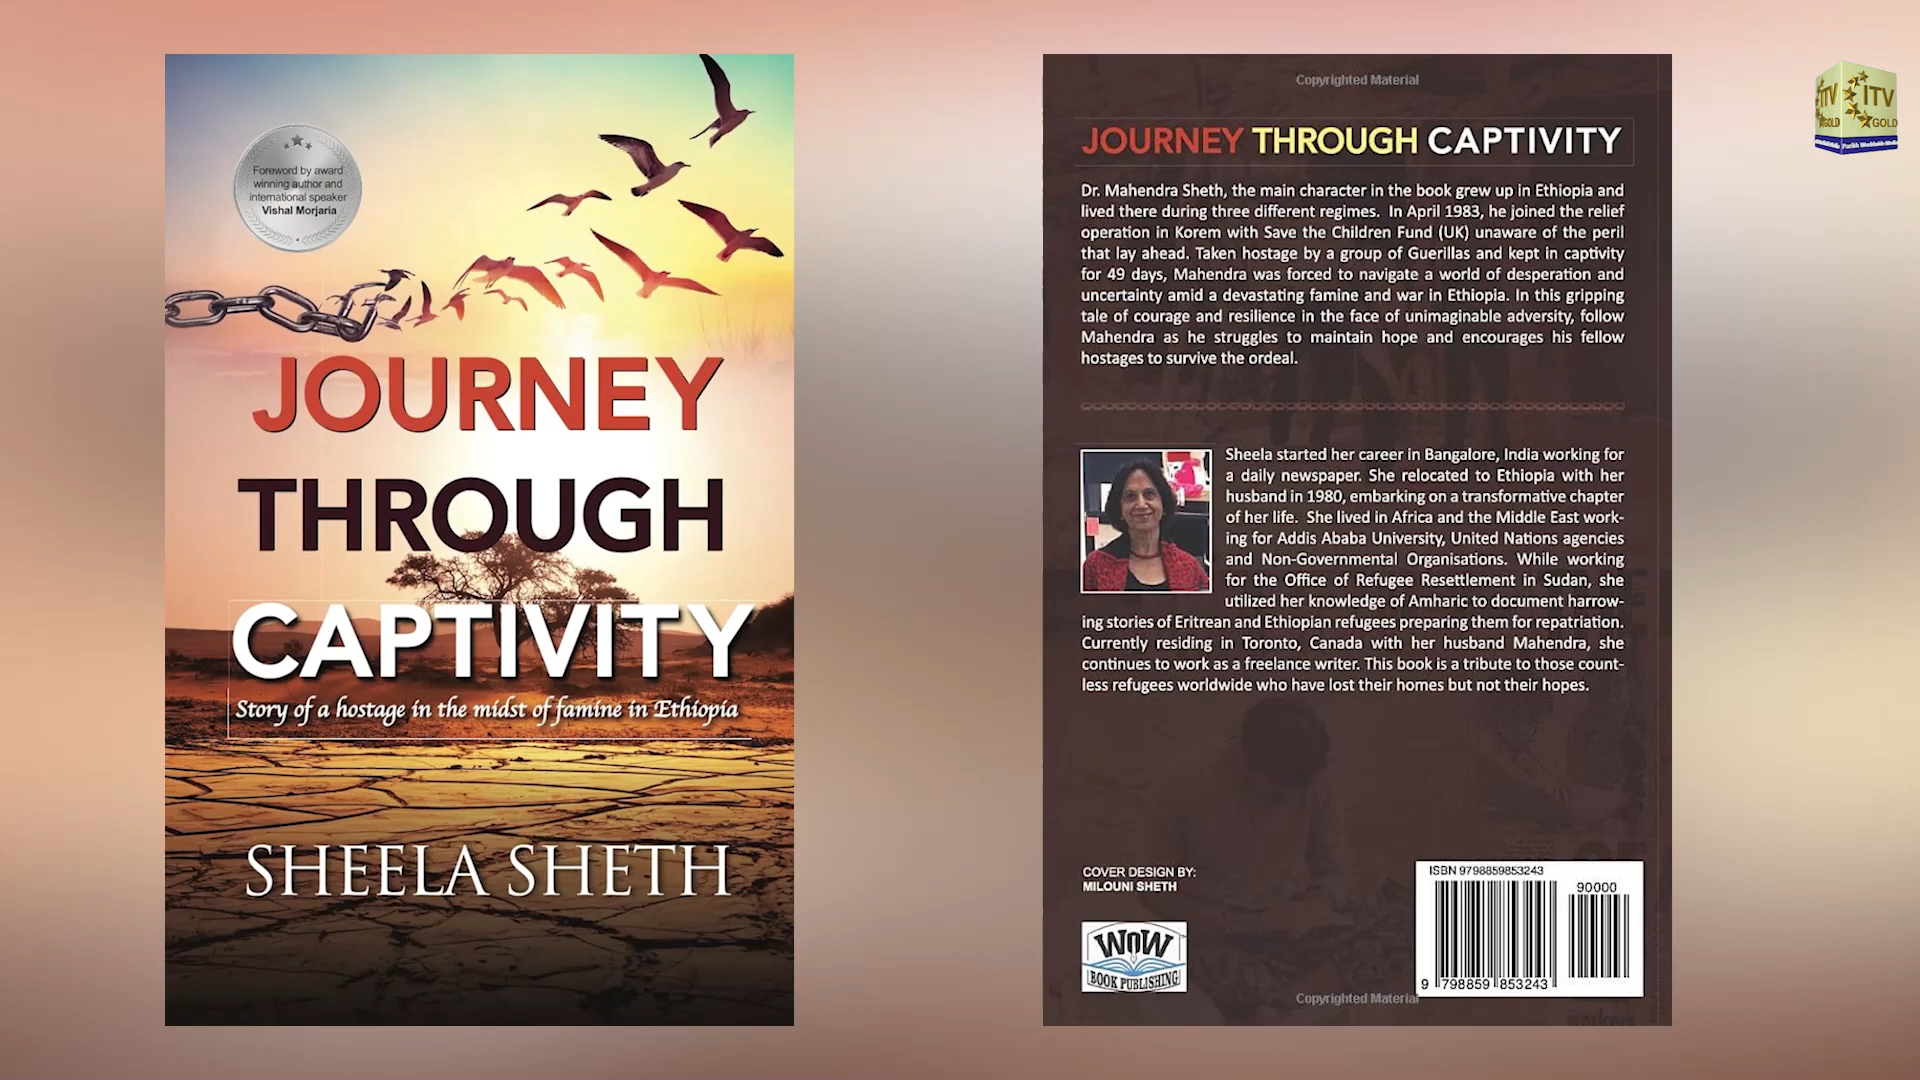 Foreword by award
winning author and
international speaker
Vishal Morjaria
JOURNEY
THROUGH
CAPTIVITY
Story of a hostage in the midst of famine in Ethiopia
SHEELA SHETH
Copyrighted Material
JOURNEY THROUGH CAPTIVITY
Dr. Mahendra Sheth, the main character in the book grew up in Ethiopia and
lived there during three different regimes. In April 1983, he joined the relief
operation in Korem with Save the Children Fund (UK) unaware of the peril
that lay ahead. Taken hostage by a group of Guerillas and kept in captivity
for 49 days, Mahendra was forced to navigate a world of desperation and
uncertainty amid a devastating famine and war in Ethiopia. In this gripping
tale of courage and resilience in the face of unimaginable adversity, follow
Mahendra as he struggles to maintain hope and encourages his fellow
hostages to survive the ordeal.
Sheela started her career in Bangalore, India working for
a daily newspaper. She relocated to Ethiopia with her
husband in 1980, embarking on a transformative chapter
of her life. She lived in Africa and the Middle East work-
ing for Addis Ababa University, United Nations agencies
and Non-Governmental Organisations. While working
for the Office of Refugee Resettlement in Sudan, she
utilized her knowledge of Amharic to document harrow-
ing stories of Eritrean and Ethiopian refugees preparing them for repatriation.
Currently residing in Toronto, Canada with her husband Mahendra, she
continues to work as a freelance writer. This book is a tribute to those count-
less refugees worldwide who have lost their homes but not their hopes.
COVER DESIGN BY:
MILOUNI SHETH
WOW
BOOK PUBLISHING
ISBN 9798859853243
90000
9 798859 853243
Copyrighted Material
ITV
GOLD
ITV
GOLD
Parikh Worldwide Media